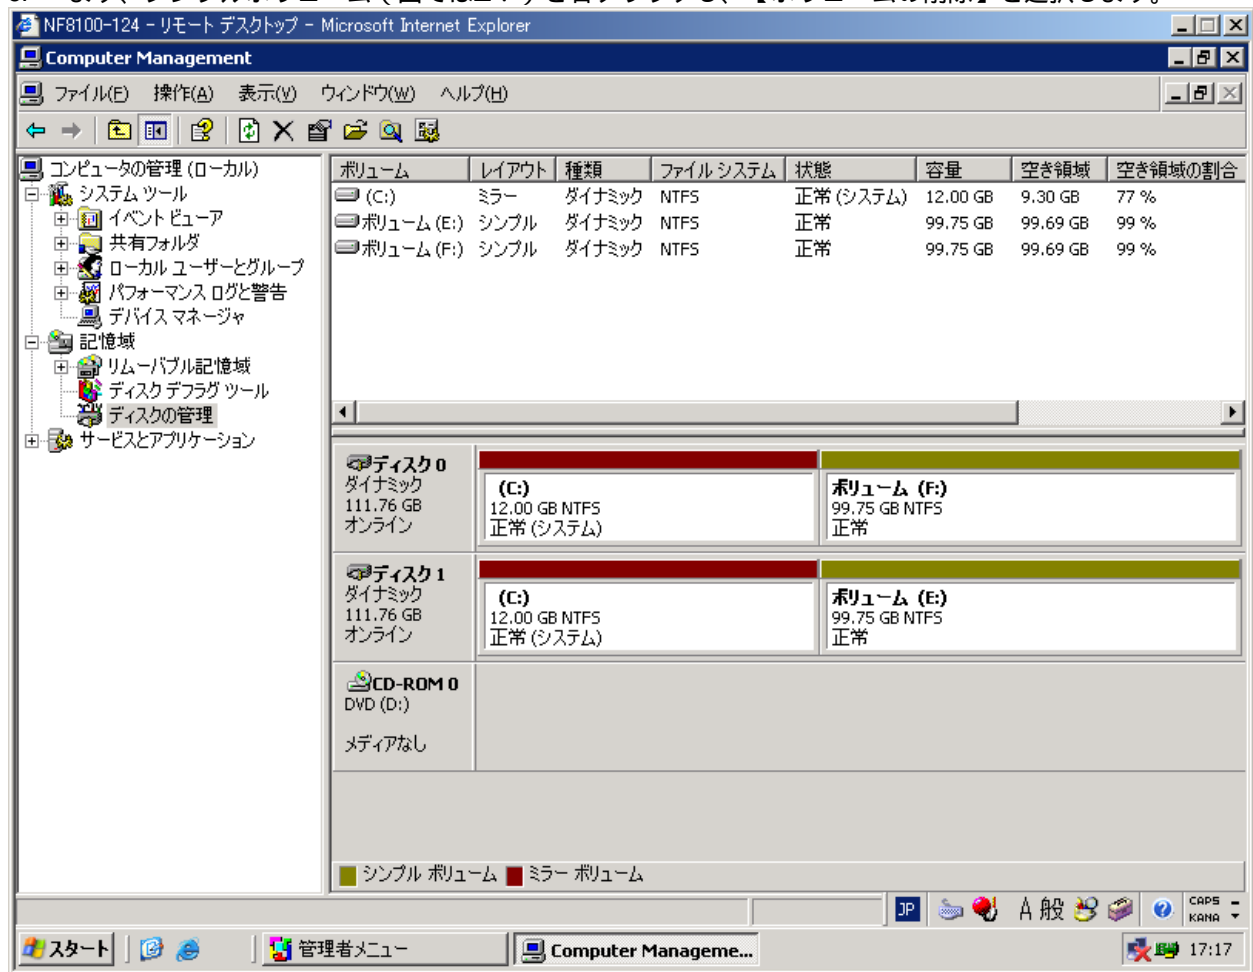 NF8100-124 - リモート デスクトップ - Microsoft Internet Explorer
Computer Management
ファイル(F) 操作(A) 表示(V) ウィンドウ(W) ヘルプ(H)
コンピュータの管理 (ローカル)
システム ツール
イベント ビューア
共有フォルダ
ローカル ユーザーとグループ
パフォーマンス ログと警告
デバイス マネージャ
記憶域
リムーバブル記憶域
ディスク デフラグ ツール
ディスクの管理
サービスとアプリケーション
ボリューム レイアウト 種類 ファイル システム 状態 容量 空き領域 空き領域の割合
(C:) ミラー ダイナミック NTFS 正常 (システム) 12.00 GB 9.30 GB 77 %
ボリューム (E:) シンプル ダイナミック NTFS 正常 99.75 GB 99.69 GB 99 %
ボリューム (F:) シンプル ダイナミック NTFS 正常 99.75 GB 99.69 GB 99 %
ディスク 0
ダイナミック
111.76 GB
オンライン
(C:)
12.00 GB NTFS
正常 (システム)
ボリューム (F:)
99.75 GB NTFS
正常
ディスク 1
ダイナミック
111.76 GB
オンライン
(C:)
12.00 GB NTFS
正常 (システム)
ボリューム (E:)
99.75 GB NTFS
正常
CD-ROM 0
DVD (D:)
メディアなし
シンプル ボリューム ミラー ボリューム
JP A 般 CAPS KANA
スタート 管理者メニュー Computer Manageme... 17:17